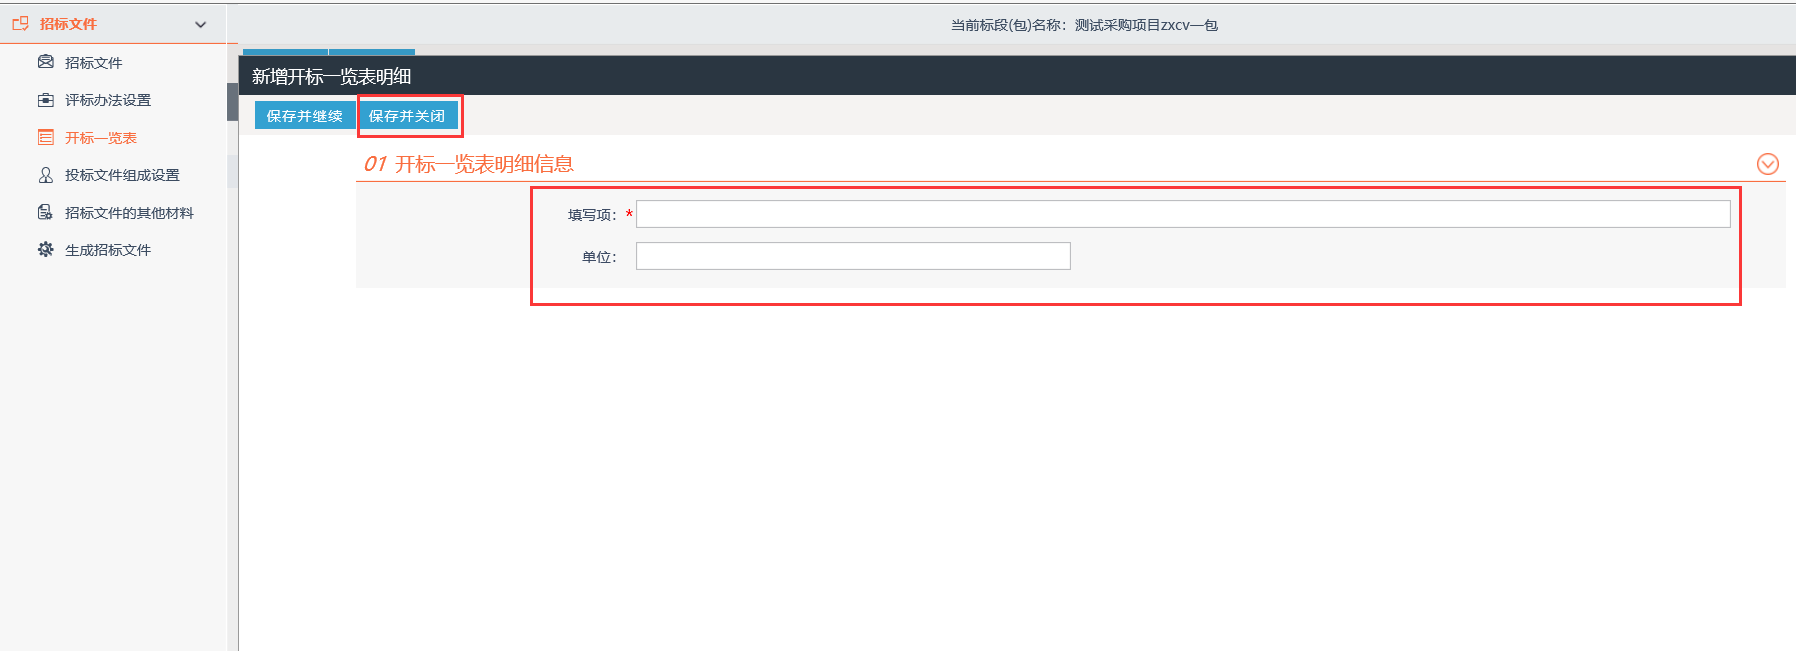 招标文件
当前标段(包)名称：测试采购项目zxcv一包
招标文件
评标办法设置
开标一览表
投标文件组成设置
招标文件的其他材料
生成招标文件
新增开标一览表明细
保存并继续
保存并关闭
01 开标一览表明细信息
填写项：*
单位：